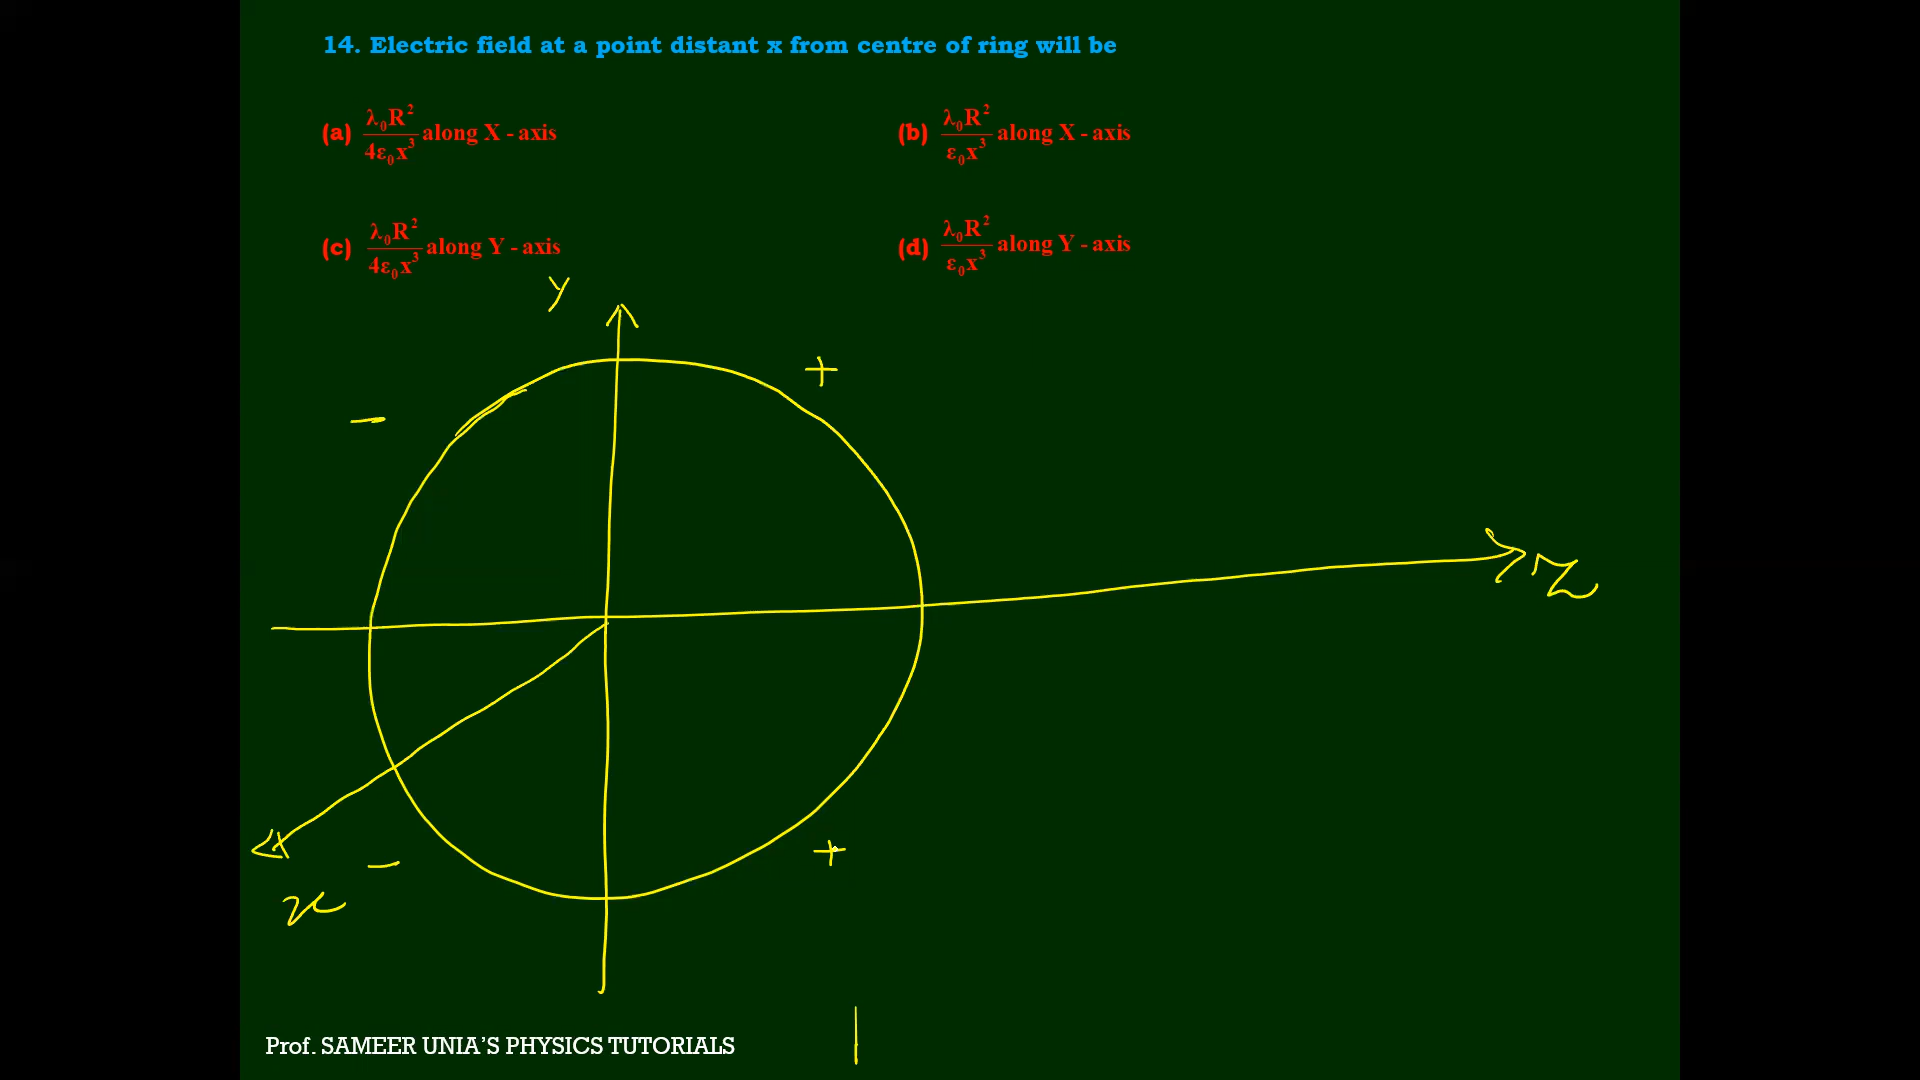 14. Electric field at a point distant x from centre of ring will be
(a) λ₀R²/4ε₀x³ along X - axis
(b) λ₀R²/ε₀x³ along X - axis
(c) λ₀R²/4ε₀x³ along Y - axis
(d) λ₀R²/ε₀x³ along Y - axis
y
+
−
z
+
−
x
Prof. SAMEER UNIA’S PHYSICS TUTORIALS